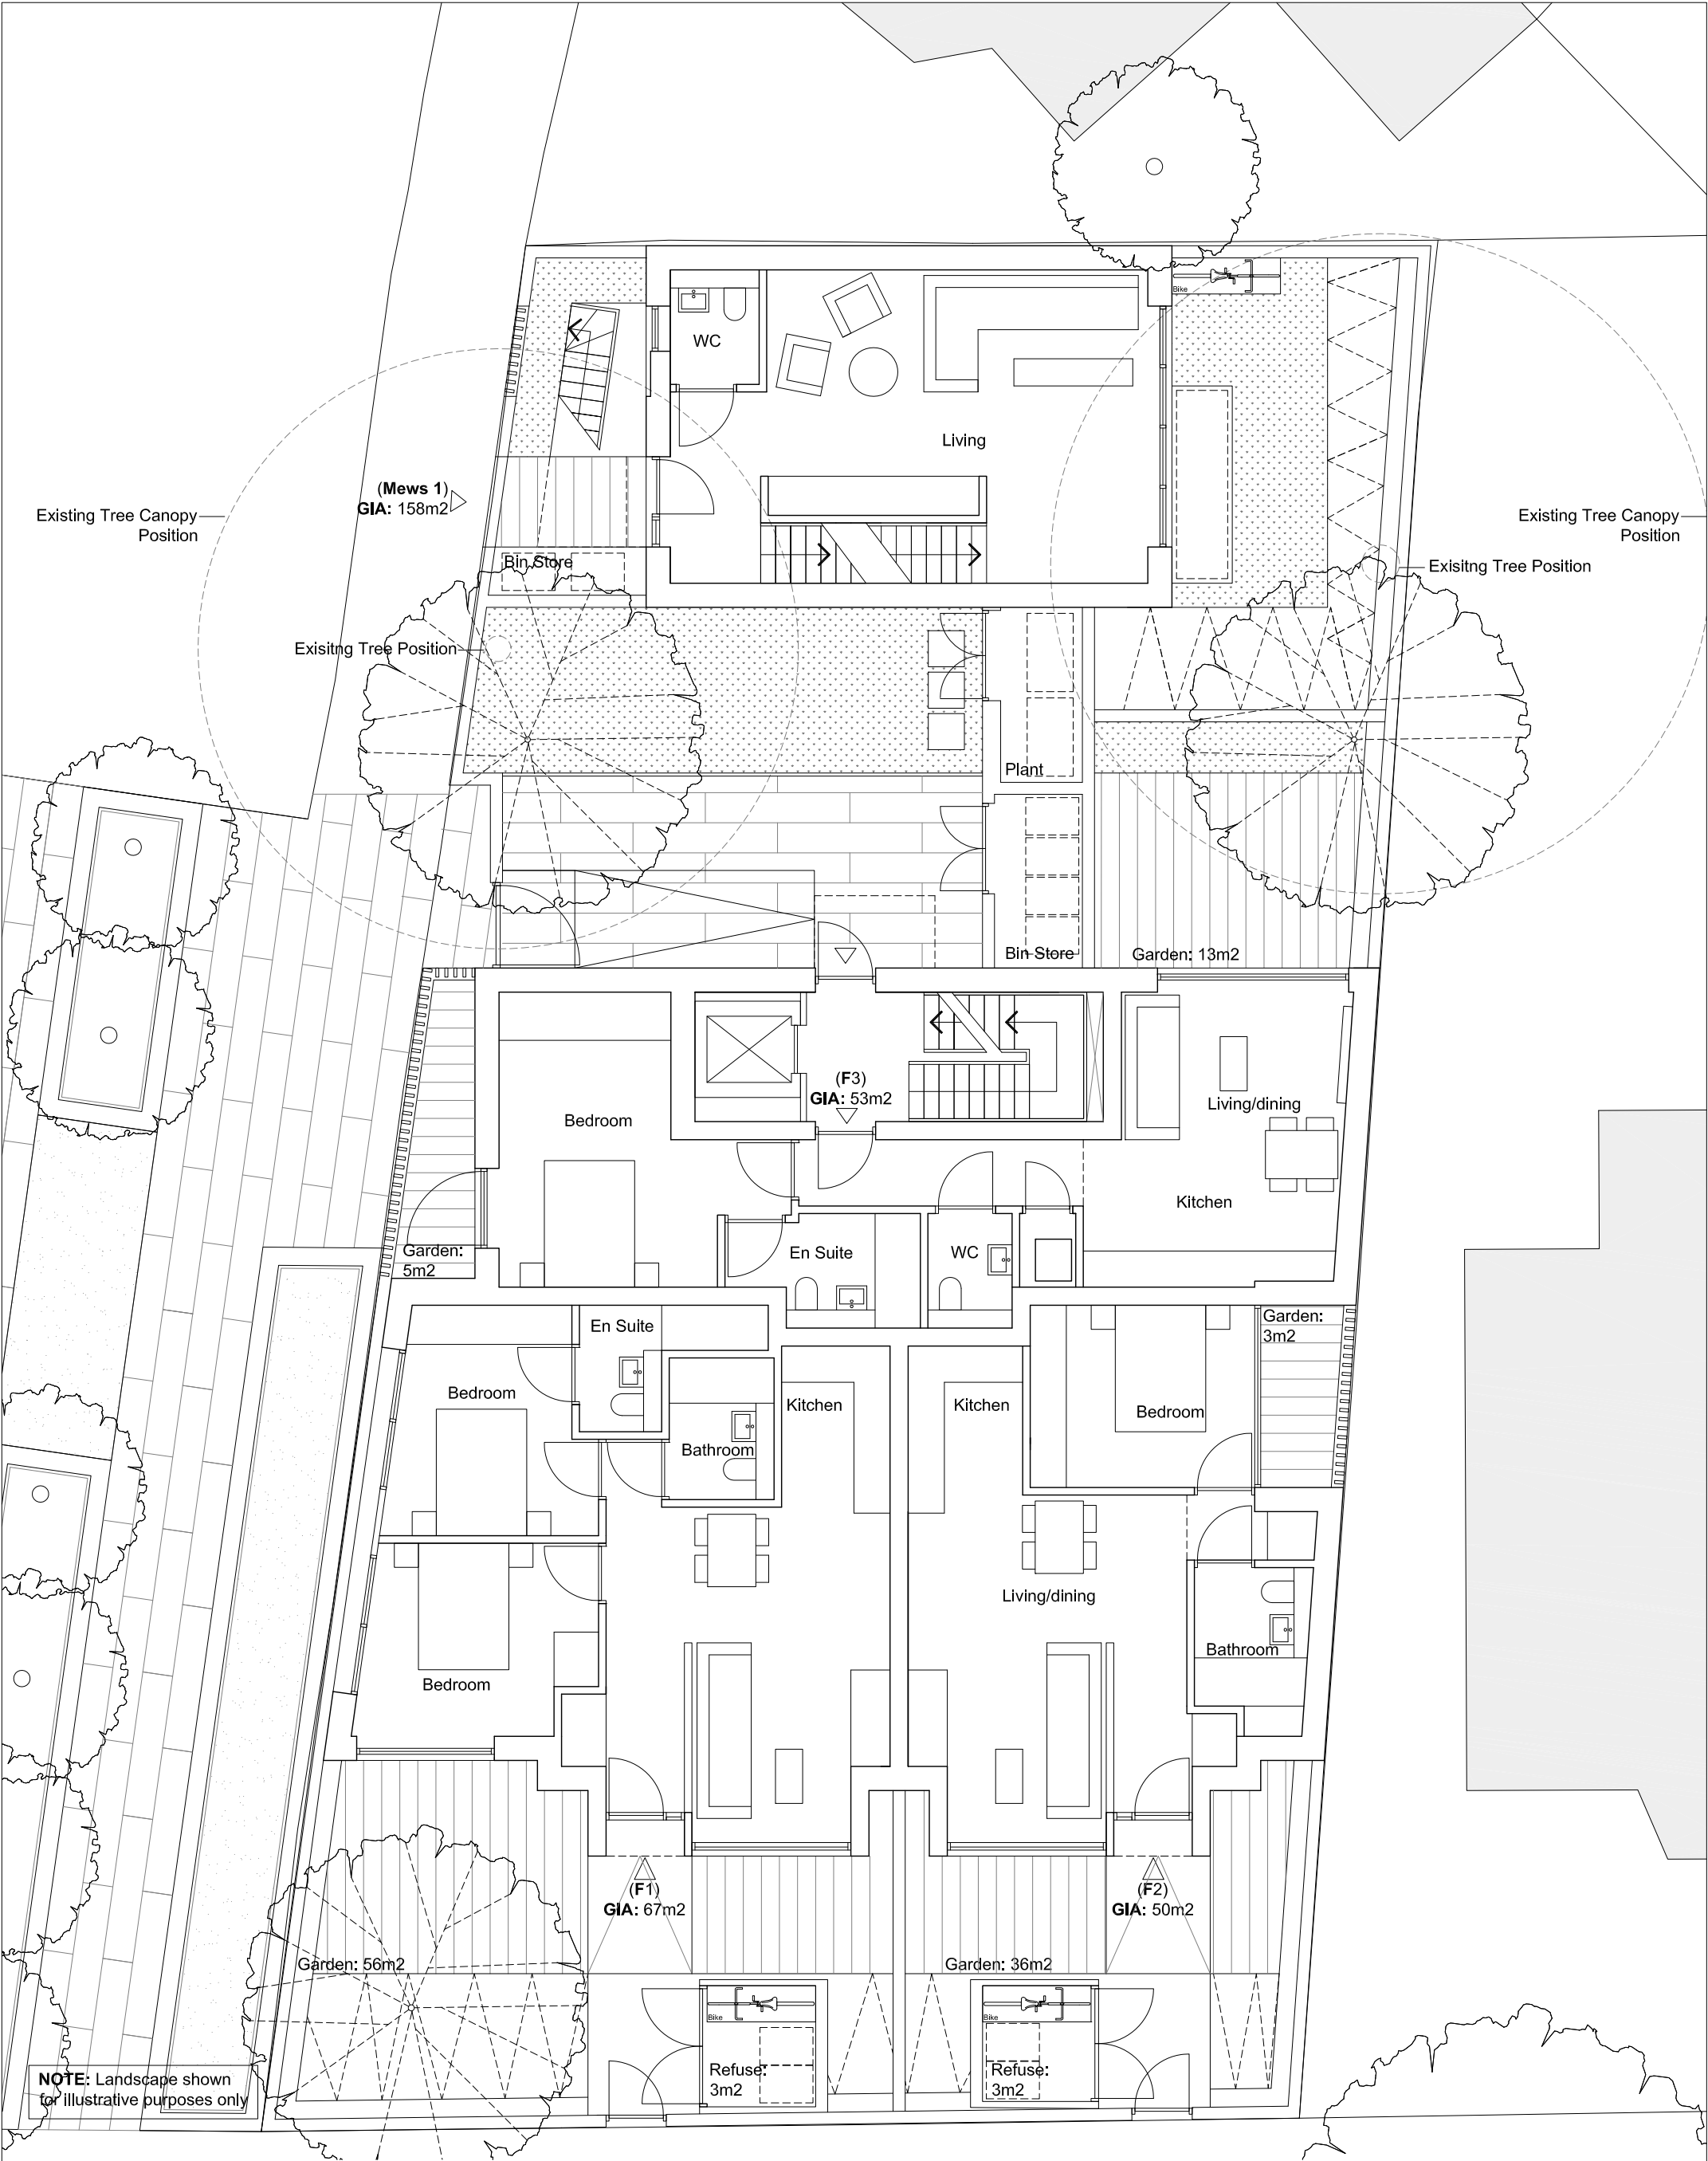 Bike
WC
Living
(Mews 1)
GIA: 158m2
Existing Tree Canopy
Position
Existing Tree Canopy
Position
Bin Store
Exisitng Tree Position
Exisitng Tree Position
Plant
Bin Store
Garden: 13m2
(F3)
GIA: 53m2
Living/dining
Bedroom
Kitchen
Garden:
5m2
En Suite
WC
En Suite
Garden:
3m2
Bedroom
Kitchen
Kitchen
Bedroom
Bathroom
Living/dining
Bathroom
Bedroom
(F1)
GIA: 67m2
(F2)
GIA: 50m2
Garden: 56m2
Garden: 36m2
Bike
Bike
Refuse:
3m2
Refuse:
3m2
NOTE: Landscape shown
for illustrative purposes only